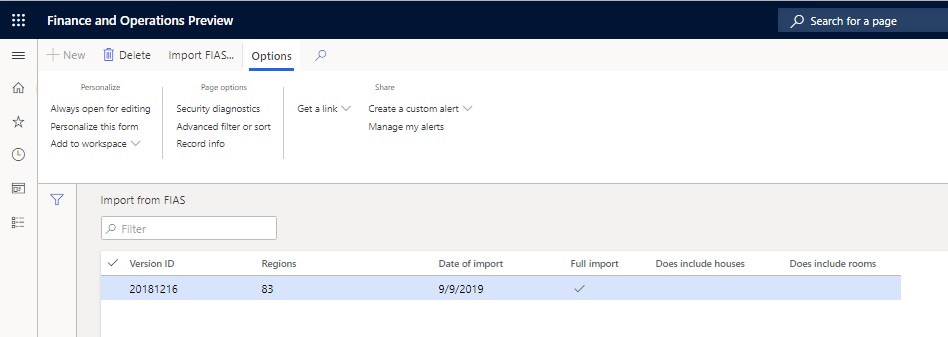 Finance and Operations Preview
Search for a page
New Delete Import FIAS... Options
Personalize
Always open for editing
Personalize this form
Add to workspace
Page options
Security diagnostics
Advanced filter or sort
Record info
Share
Get a link
Create a custom alert
Manage my alerts
Import from FIAS
Filter
Version ID Regions Date of import Full import Does include houses Does include rooms
20181216 83 9/9/2019